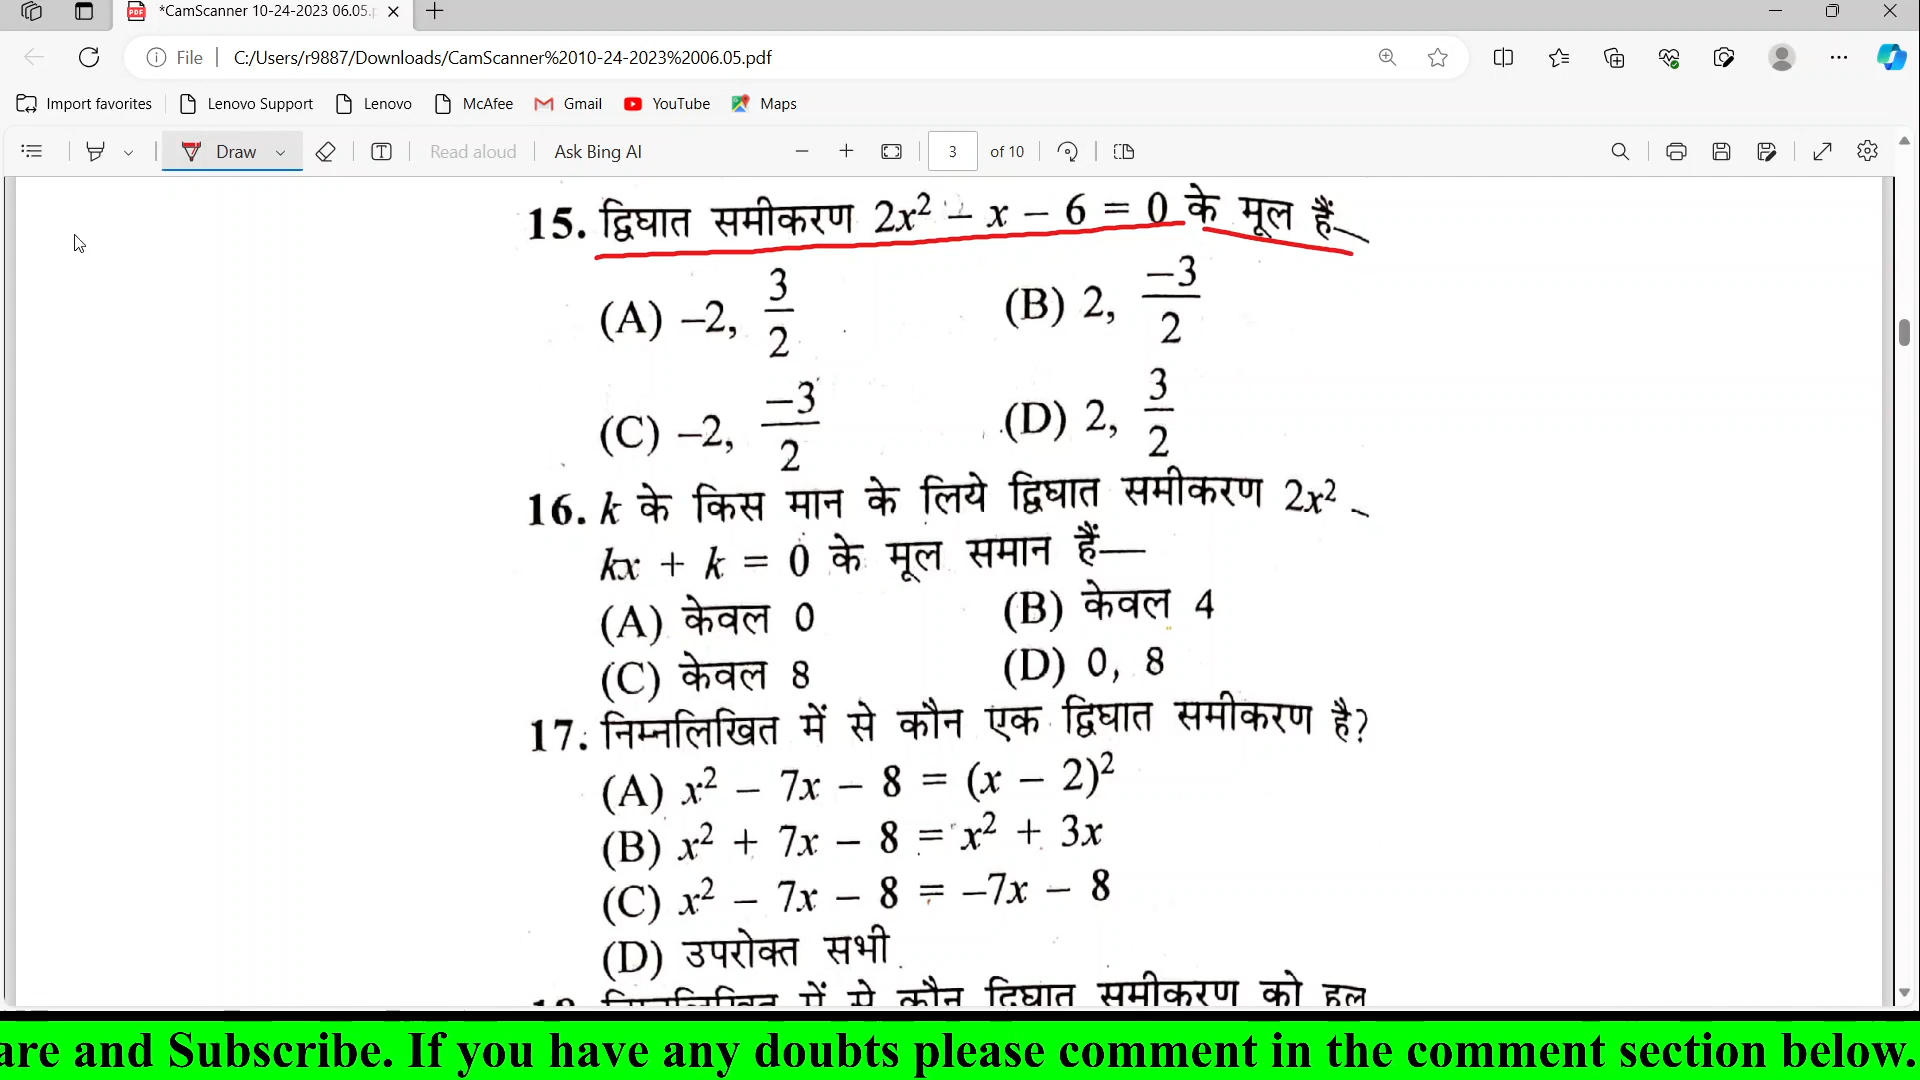 *CamScanner 10-24-2023 06.05.p
File
C:/Users/r9887/Downloads/CamScanner%2010-24-2023%2006.05.pdf
Import favorites Lenovo Support Lenovo McAfee Gmail YouTube Maps
Draw Read aloud Ask Bing AI 3 of 10
15. द्विघात समीकरण 2x² – x – 6 = 0 के मूल हैं—
(A) –2, 3/2 (B) 2, –3/2
(C) –2, –3/2 (D) 2, 3/2
16. k के किस मान के लिये द्विघात समीकरण 2x² –
kx + k = 0 के मूल समान हैं—
(A) केवल 0 (B) केवल 4
(C) केवल 8 (D) 0, 8
17. निम्नलिखित में से कौन एक द्विघात समीकरण है?
(A) x² – 7x – 8 = (x – 2)²
(B) x² + 7x – 8 = x² + 3x
(C) x² – 7x – 8 = –7x – 8
(D) उपरोक्त सभी
में से कौन द्विघात समीकरण को हल
are and Subscribe. If you have any doubts please comment in the comment section below.